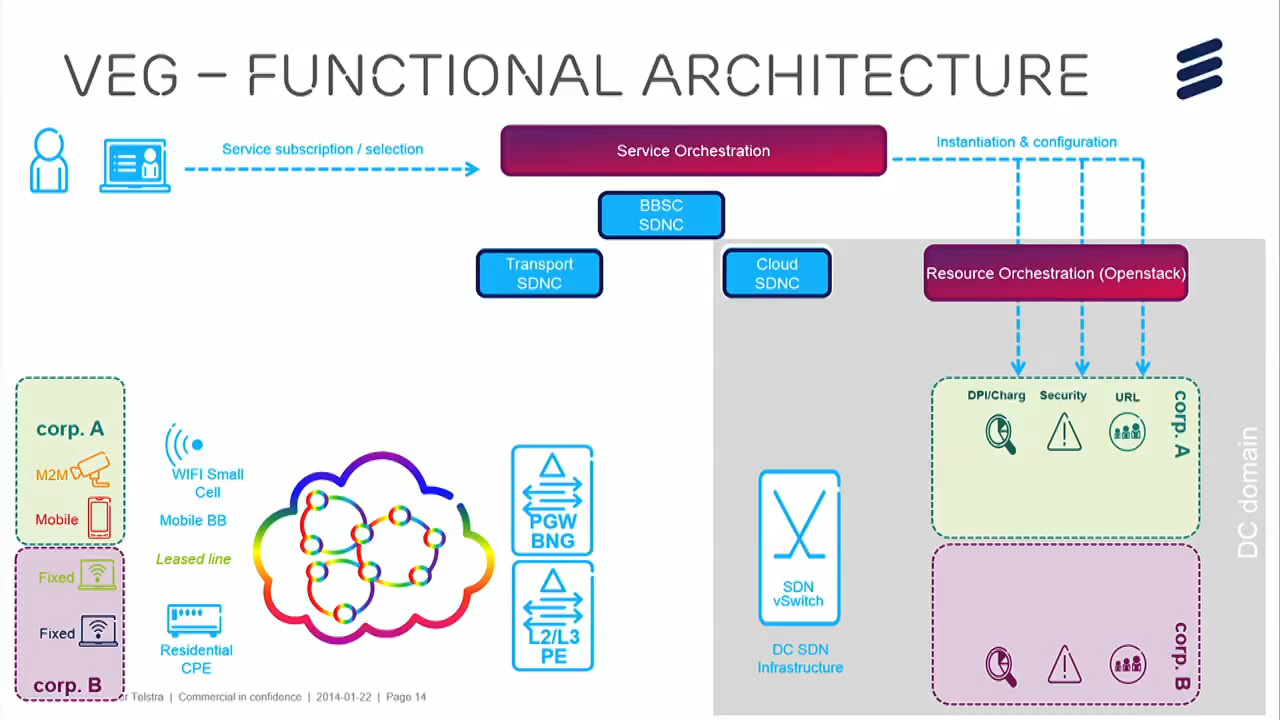 VEG – FUNCTIONAL ARCHITECTURE
Service subscription / selection
Service Orchestration
Instantiation & configuration
BBSC
SDNC
Transport
SDNC
Cloud
SDNC
Resource Orchestration (Openstack)
corp. A
M2M
Mobile
Fixed
Fixed
corp. B
WIFI Small
Cell
Mobile BB
Leased line
Residential
CPE
PGW
BNG
L2/L3
PE
SDN
vSwitch
DC SDN
Infrastructure
DPI/Charg
Security
URL
corp. A
corp. B
DC domain
Telstra | Commercial in confidence | 2014-01-22 | Page 14